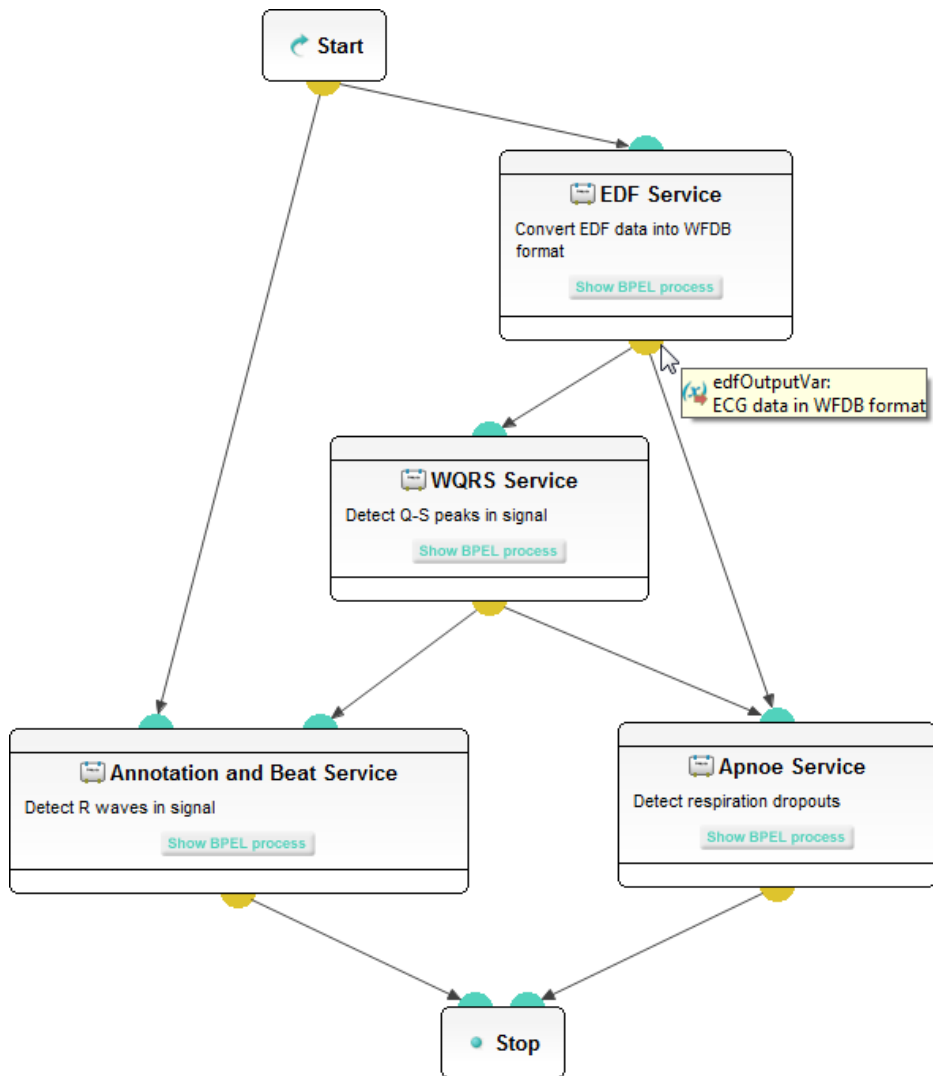 Start
EDF Service
Convert EDF data into WFDB
format
Show BPEL process
(x)
edfOutputVar:
ECG data in WFDB format
WQRS Service
Detect Q-S peaks in signal
Show BPEL process
Annotation and Beat Service
Detect R waves in signal
Show BPEL process
Apnoe Service
Detect respiration dropouts
Show BPEL process
Stop